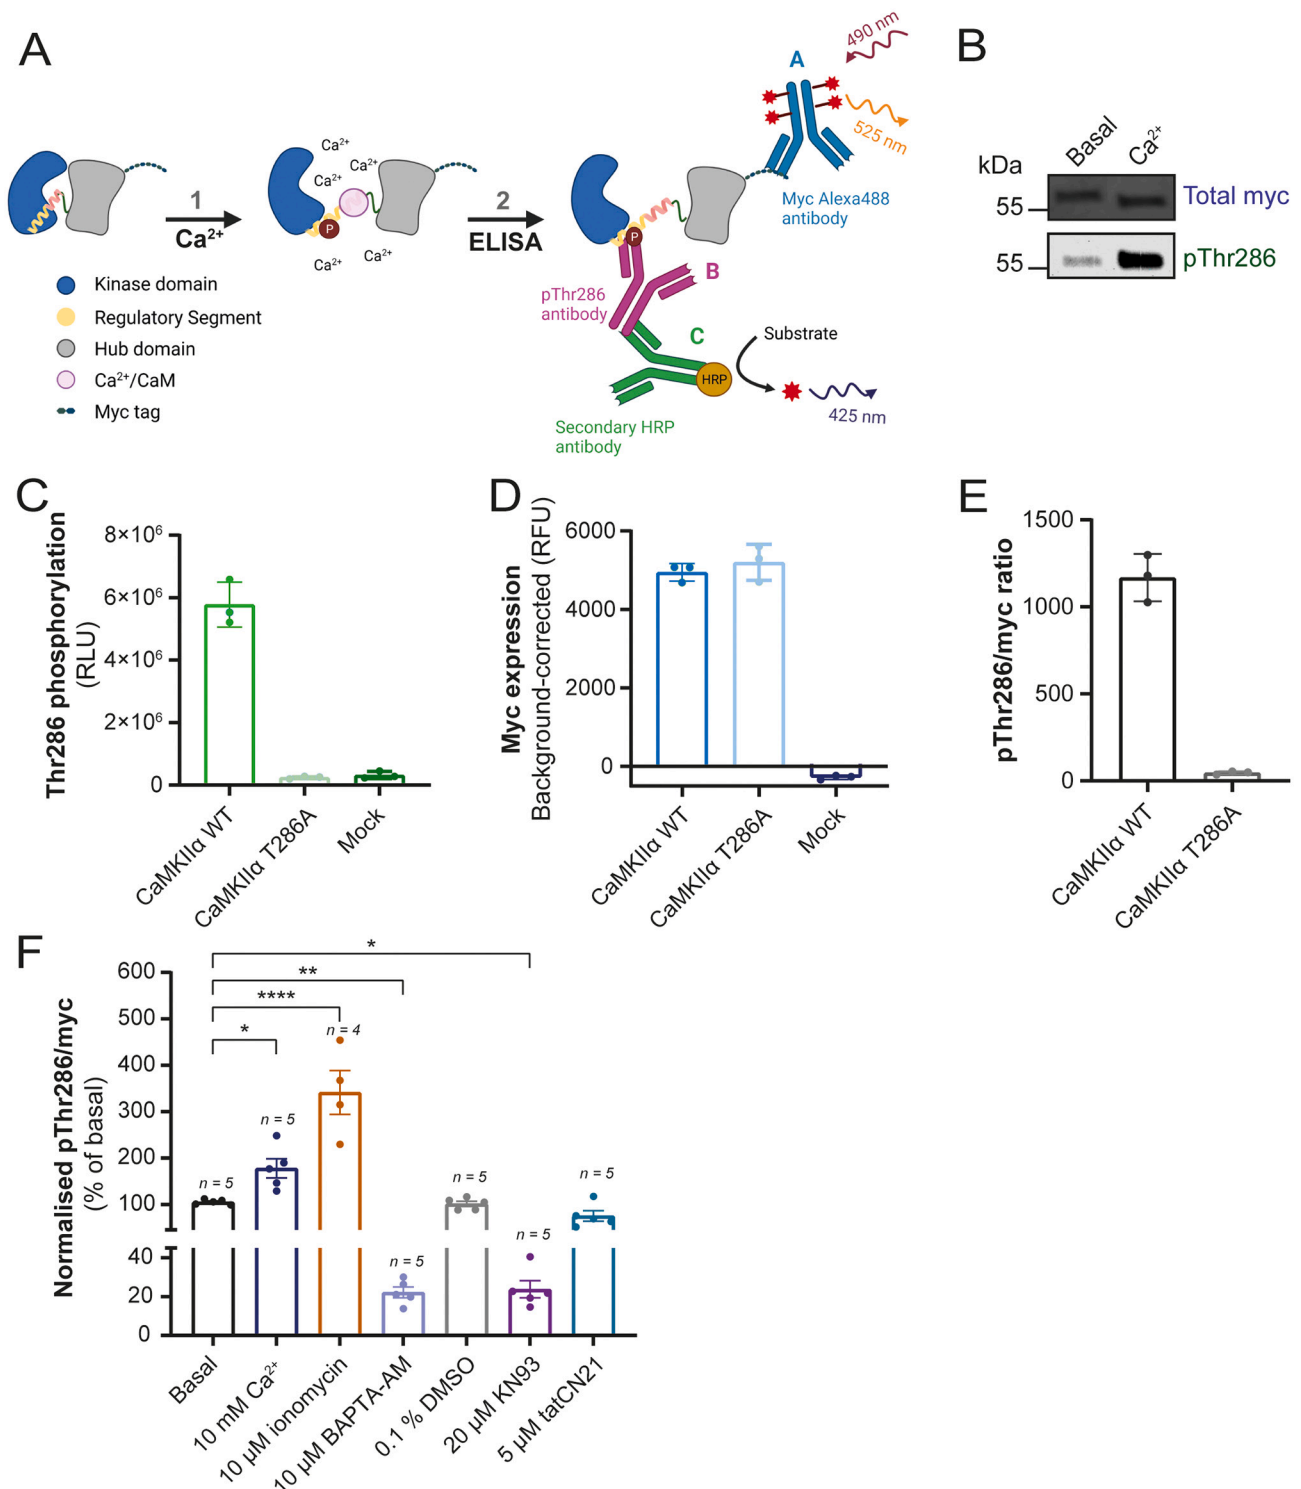 A
Ca²⁺
Ca²⁺
Ca²⁺
P
Ca²⁺
Ca²⁺
1
Ca²⁺
2
ELISA
Kinase domain
Regulatory Segment
Hub domain
Ca²⁺/CaM
Myc tag
A
490 nm
525 nm
Myc Alexa488
antibody
P
B
pThr286
antibody
C
Substrate
HRP
425 nm
Secondary HRP
antibody
B
kDa
Basal
Ca²⁺
55
Total myc
55
pThr286
C
Thr286 phosphorylation
(RLU)
8×10⁶
6×10⁶
4×10⁶
2×10⁶
0
CaMKIIα WT
CaMKIIα T286A
Mock
D
Myc expression
Background-corrected (RFU)
6000
4000
2000
0
CaMKIIα WT
CaMKIIα T286A
Mock
E
pThr286/myc ratio
1500
1000
500
0
CaMKIIα WT
CaMKIIα T286A
F
Normalised pThr286/myc
(% of basal)
600
500
400
300
200
100
40
20
0
*
**
****
*
n = 5
n = 5
n = 4
n = 5
n = 5
n = 5
n = 5
Basal
10 mM Ca²⁺
10 µM ionomycin
10 µM BAPTA-AM
0.1 % DMSO
20 µM KN93
5 µM tatCN21